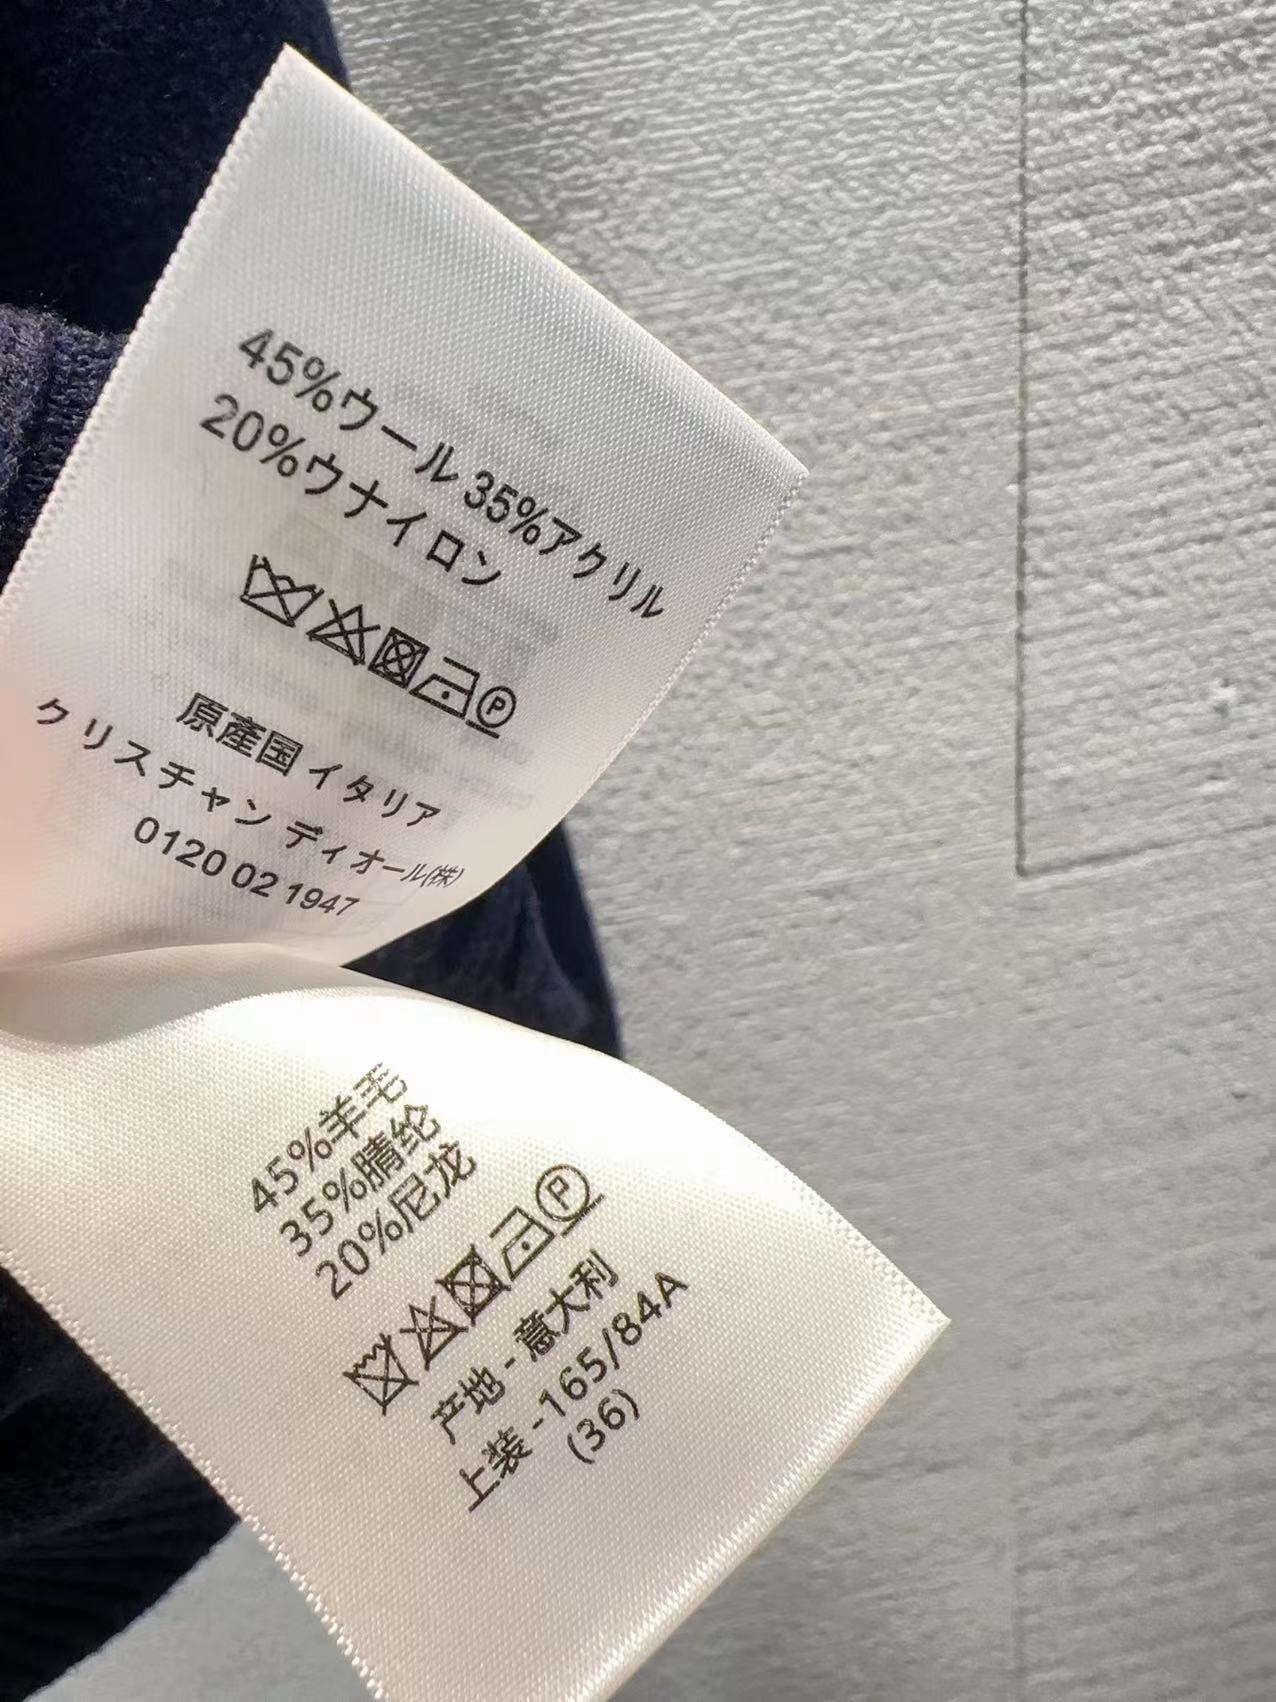 45%ウール 35%アクリル
20%ウナイロン
P
原産国 イタリア
クリスチャン ディオール(株)
0120 02 1947
45%羊毛
35%腈纶
20%尼龙
P
产地 - 意大利
上装 -165/84A
(36)